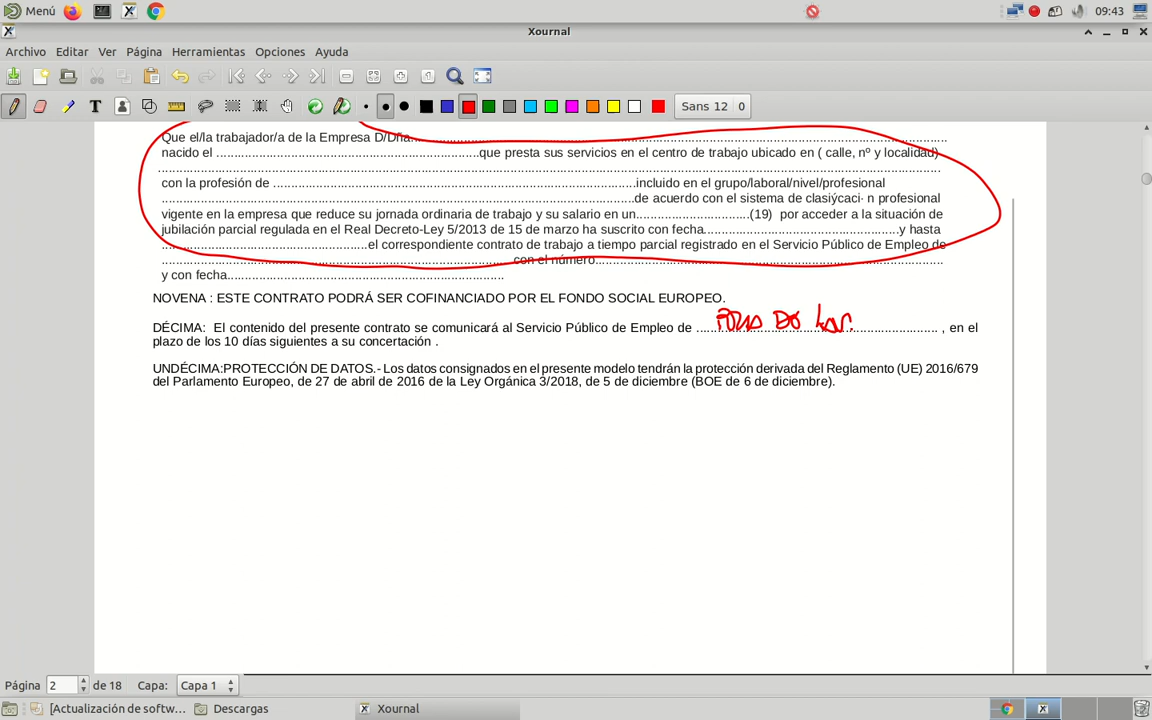 Menú
09:43
Xournal
Archivo Editar Ver Página Herramientas Opciones Ayuda
Sans 12 0
Que el/la trabajador/a de la Empresa D/Dña.............................................................................................................
nacido el ......................................................................que presta sus servicios en el centro de trabajo ubicado en ( calle, nº y localidad)
................................................................................................................................................................
con la profesión de .................................................................................................incluido en el grupo/laboral/nivel/profesional
................................................................................................................................de acuerdo con el sistema de clasiýcaci· n profesional
vigente en la empresa que reduce su jornada ordinaria de trabajo y su salario en un..............................(19) por acceder a la situación de
jubilación parcial regulada en el Real Decreto-Ley 5/2013 de 15 de marzo ha suscrito con fecha....................................................y hasta
.......................................................el correspondiente contrato de trabajo a tiempo parcial registrado en el Servicio Público de Empleo de
................................................................................................con el número..............................................................................................
y con fecha..........................................................................
NOVENA : ESTE CONTRATO PODRÁ SER COFINANCIADO POR EL FONDO SOCIAL EUROPEO.
DÉCIMA: El contenido del presente contrato se comunicará al Servicio Público de Empleo de ................................................................. , en el
plazo de los 10 días siguientes a su concertación .
UNDÉCIMA:PROTECCIÓN DE DATOS.- Los datos consignados en el presente modelo tendrán la protección derivada del Reglamento (UE) 2016/679
del Parlamento Europeo, de 27 de abril de 2016 de la Ley Orgánica 3/2018, de 5 de diciembre (BOE de 6 de diciembre).
Página 2 de 18 Capa: Capa 1
[Actualización de softw... Descargas Xournal